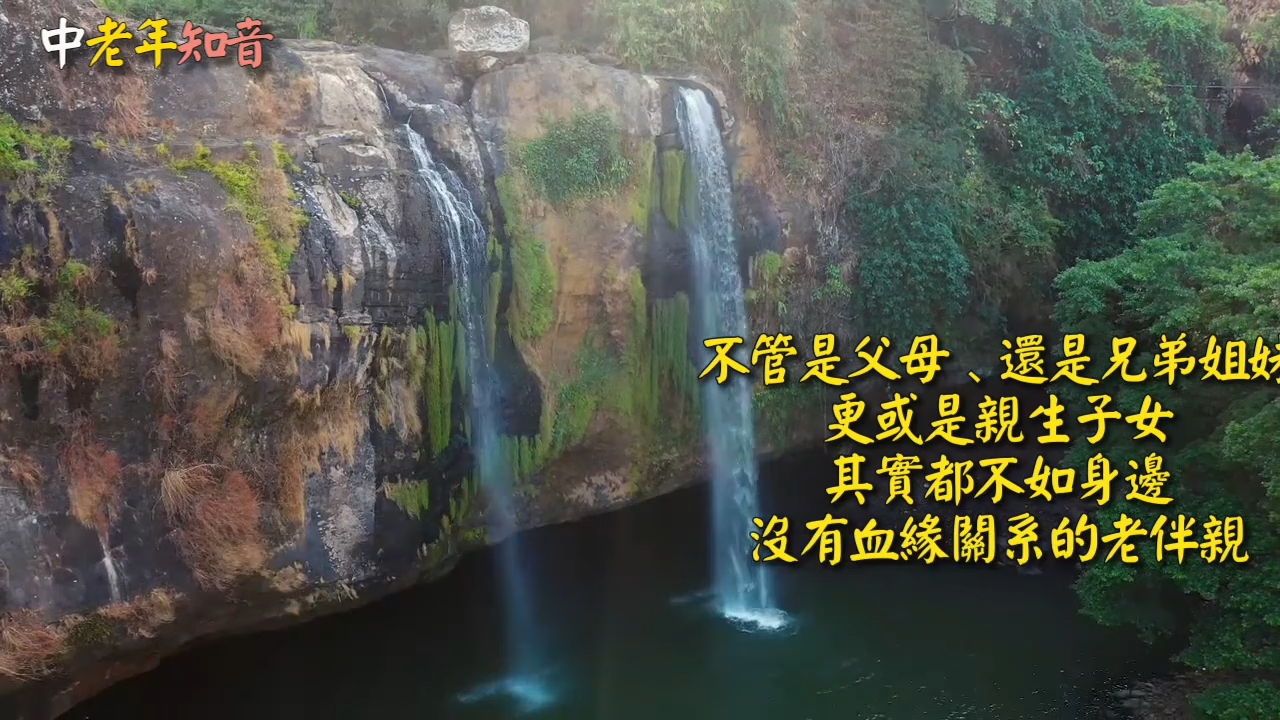 中老年知音
不管是父母、還是兄弟姐妹
更或是親生子女
其實都不如身邊
沒有血緣關系的老伴親